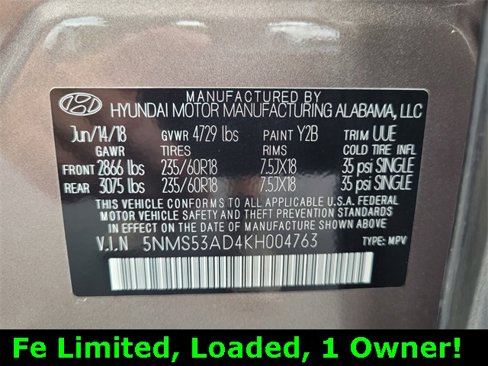 MANUFACTURED BY
HYUNDAI MOTOR MANUFACTURING ALABAMA, LLC
Jun/14/18 GVWR 4729 lbs PAINT Y2B TRIM UUE
GAWR TIRES RIMS COLD TIRE INFL
FRONT 2866 lbs 235/60R18 7.5JX18 35 psi SINGLE
REAR 3075 lbs 235/60R18 7.5JX18 35 psi SINGLE
THIS VEHICLE CONFORMS TO ALL APPLICABLE U.S.A. FEDERAL
MOTOR VEHICLE SAFETY, BUMPER, AND THEFT PREVENTION
STANDARDS IN EFFECT ON THE DATE OF MANUFACTURE SHOWN ABOVE.
V.I.N 5NMS53AD4KH004763 TYPE: MPV
Fe Limited, Loaded, 1 Owner!